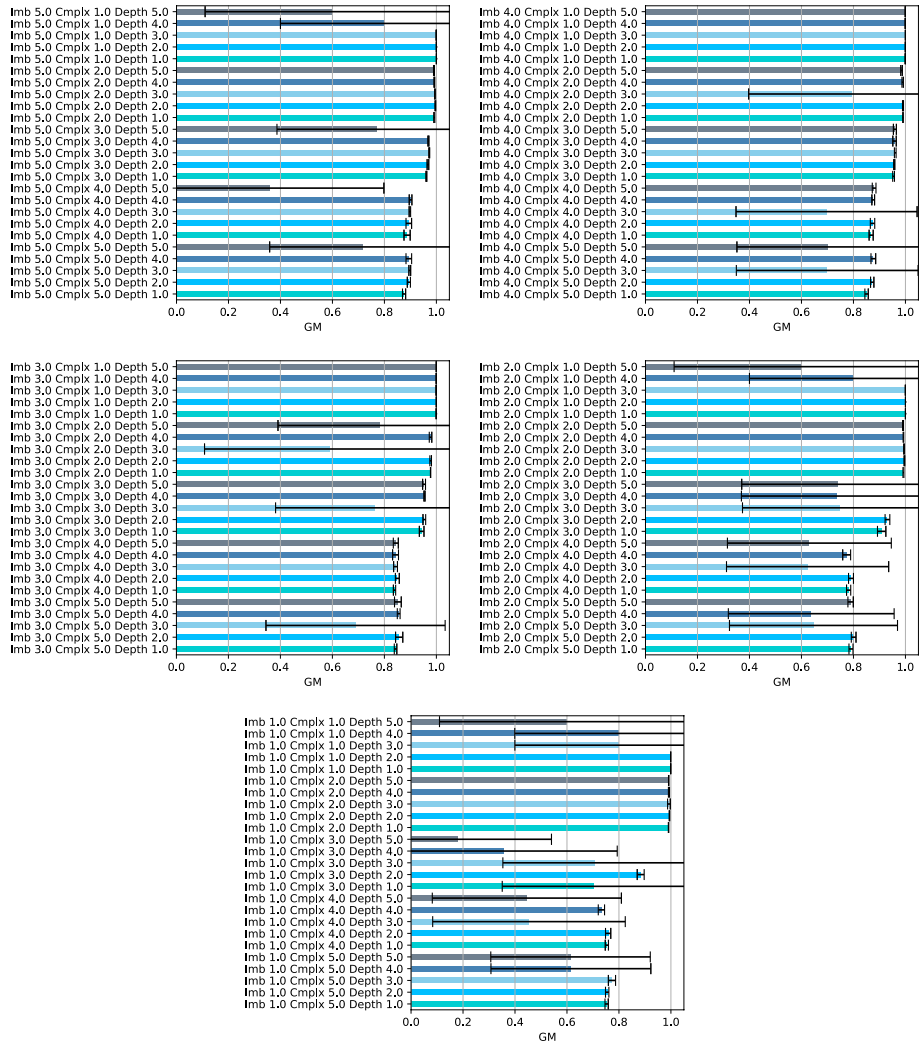 Imb 5.0 Cmplx 1.0 Depth 5.0
Imb 5.0 Cmplx 1.0 Depth 4.0
Imb 5.0 Cmplx 1.0 Depth 3.0
Imb 5.0 Cmplx 1.0 Depth 2.0
Imb 5.0 Cmplx 1.0 Depth 1.0
Imb 5.0 Cmplx 2.0 Depth 5.0
Imb 5.0 Cmplx 2.0 Depth 4.0
Imb 5.0 Cmplx 2.0 Depth 3.0
Imb 5.0 Cmplx 2.0 Depth 2.0
Imb 5.0 Cmplx 2.0 Depth 1.0
Imb 5.0 Cmplx 3.0 Depth 5.0
Imb 5.0 Cmplx 3.0 Depth 4.0
Imb 5.0 Cmplx 3.0 Depth 3.0
Imb 5.0 Cmplx 3.0 Depth 2.0
Imb 5.0 Cmplx 3.0 Depth 1.0
Imb 5.0 Cmplx 4.0 Depth 5.0
Imb 5.0 Cmplx 4.0 Depth 4.0
Imb 5.0 Cmplx 4.0 Depth 3.0
Imb 5.0 Cmplx 4.0 Depth 2.0
Imb 5.0 Cmplx 4.0 Depth 1.0
Imb 5.0 Cmplx 5.0 Depth 5.0
Imb 5.0 Cmplx 5.0 Depth 4.0
Imb 5.0 Cmplx 5.0 Depth 3.0
Imb 5.0 Cmplx 5.0 Depth 2.0
Imb 5.0 Cmplx 5.0 Depth 1.0
0.0 0.2 0.4 0.6 0.8 1.0
GM
Imb 4.0 Cmplx 1.0 Depth 5.0
Imb 4.0 Cmplx 1.0 Depth 4.0
Imb 4.0 Cmplx 1.0 Depth 3.0
Imb 4.0 Cmplx 1.0 Depth 2.0
Imb 4.0 Cmplx 1.0 Depth 1.0
Imb 4.0 Cmplx 2.0 Depth 5.0
Imb 4.0 Cmplx 2.0 Depth 4.0
Imb 4.0 Cmplx 2.0 Depth 3.0
Imb 4.0 Cmplx 2.0 Depth 2.0
Imb 4.0 Cmplx 2.0 Depth 1.0
Imb 4.0 Cmplx 3.0 Depth 5.0
Imb 4.0 Cmplx 3.0 Depth 4.0
Imb 4.0 Cmplx 3.0 Depth 3.0
Imb 4.0 Cmplx 3.0 Depth 2.0
Imb 4.0 Cmplx 3.0 Depth 1.0
Imb 4.0 Cmplx 4.0 Depth 5.0
Imb 4.0 Cmplx 4.0 Depth 4.0
Imb 4.0 Cmplx 4.0 Depth 3.0
Imb 4.0 Cmplx 4.0 Depth 2.0
Imb 4.0 Cmplx 4.0 Depth 1.0
Imb 4.0 Cmplx 5.0 Depth 5.0
Imb 4.0 Cmplx 5.0 Depth 4.0
Imb 4.0 Cmplx 5.0 Depth 3.0
Imb 4.0 Cmplx 5.0 Depth 2.0
Imb 4.0 Cmplx 5.0 Depth 1.0
0.0 0.2 0.4 0.6 0.8 1.0
GM
Imb 3.0 Cmplx 1.0 Depth 5.0
Imb 3.0 Cmplx 1.0 Depth 4.0
Imb 3.0 Cmplx 1.0 Depth 3.0
Imb 3.0 Cmplx 1.0 Depth 2.0
Imb 3.0 Cmplx 1.0 Depth 1.0
Imb 3.0 Cmplx 2.0 Depth 5.0
Imb 3.0 Cmplx 2.0 Depth 4.0
Imb 3.0 Cmplx 2.0 Depth 3.0
Imb 3.0 Cmplx 2.0 Depth 2.0
Imb 3.0 Cmplx 2.0 Depth 1.0
Imb 3.0 Cmplx 3.0 Depth 5.0
Imb 3.0 Cmplx 3.0 Depth 4.0
Imb 3.0 Cmplx 3.0 Depth 3.0
Imb 3.0 Cmplx 3.0 Depth 2.0
Imb 3.0 Cmplx 3.0 Depth 1.0
Imb 3.0 Cmplx 4.0 Depth 5.0
Imb 3.0 Cmplx 4.0 Depth 4.0
Imb 3.0 Cmplx 4.0 Depth 3.0
Imb 3.0 Cmplx 4.0 Depth 2.0
Imb 3.0 Cmplx 4.0 Depth 1.0
Imb 3.0 Cmplx 5.0 Depth 5.0
Imb 3.0 Cmplx 5.0 Depth 4.0
Imb 3.0 Cmplx 5.0 Depth 3.0
Imb 3.0 Cmplx 5.0 Depth 2.0
Imb 3.0 Cmplx 5.0 Depth 1.0
0.0 0.2 0.4 0.6 0.8 1.0
GM
Imb 2.0 Cmplx 1.0 Depth 5.0
Imb 2.0 Cmplx 1.0 Depth 4.0
Imb 2.0 Cmplx 1.0 Depth 3.0
Imb 2.0 Cmplx 1.0 Depth 2.0
Imb 2.0 Cmplx 1.0 Depth 1.0
Imb 2.0 Cmplx 2.0 Depth 5.0
Imb 2.0 Cmplx 2.0 Depth 4.0
Imb 2.0 Cmplx 2.0 Depth 3.0
Imb 2.0 Cmplx 2.0 Depth 2.0
Imb 2.0 Cmplx 2.0 Depth 1.0
Imb 2.0 Cmplx 3.0 Depth 5.0
Imb 2.0 Cmplx 3.0 Depth 4.0
Imb 2.0 Cmplx 3.0 Depth 3.0
Imb 2.0 Cmplx 3.0 Depth 2.0
Imb 2.0 Cmplx 3.0 Depth 1.0
Imb 2.0 Cmplx 4.0 Depth 5.0
Imb 2.0 Cmplx 4.0 Depth 4.0
Imb 2.0 Cmplx 4.0 Depth 3.0
Imb 2.0 Cmplx 4.0 Depth 2.0
Imb 2.0 Cmplx 4.0 Depth 1.0
Imb 2.0 Cmplx 5.0 Depth 5.0
Imb 2.0 Cmplx 5.0 Depth 4.0
Imb 2.0 Cmplx 5.0 Depth 3.0
Imb 2.0 Cmplx 5.0 Depth 2.0
Imb 2.0 Cmplx 5.0 Depth 1.0
0.0 0.2 0.4 0.6 0.8 1.0
GM
Imb 1.0 Cmplx 1.0 Depth 5.0
Imb 1.0 Cmplx 1.0 Depth 4.0
Imb 1.0 Cmplx 1.0 Depth 3.0
Imb 1.0 Cmplx 1.0 Depth 2.0
Imb 1.0 Cmplx 1.0 Depth 1.0
Imb 1.0 Cmplx 2.0 Depth 5.0
Imb 1.0 Cmplx 2.0 Depth 4.0
Imb 1.0 Cmplx 2.0 Depth 3.0
Imb 1.0 Cmplx 2.0 Depth 2.0
Imb 1.0 Cmplx 2.0 Depth 1.0
Imb 1.0 Cmplx 3.0 Depth 5.0
Imb 1.0 Cmplx 3.0 Depth 4.0
Imb 1.0 Cmplx 3.0 Depth 3.0
Imb 1.0 Cmplx 3.0 Depth 2.0
Imb 1.0 Cmplx 3.0 Depth 1.0
Imb 1.0 Cmplx 4.0 Depth 5.0
Imb 1.0 Cmplx 4.0 Depth 4.0
Imb 1.0 Cmplx 4.0 Depth 3.0
Imb 1.0 Cmplx 4.0 Depth 2.0
Imb 1.0 Cmplx 4.0 Depth 1.0
Imb 1.0 Cmplx 5.0 Depth 5.0
Imb 1.0 Cmplx 5.0 Depth 4.0
Imb 1.0 Cmplx 5.0 Depth 3.0
Imb 1.0 Cmplx 5.0 Depth 2.0
Imb 1.0 Cmplx 5.0 Depth 1.0
0.0 0.2 0.4 0.6 0.8 1.0
GM